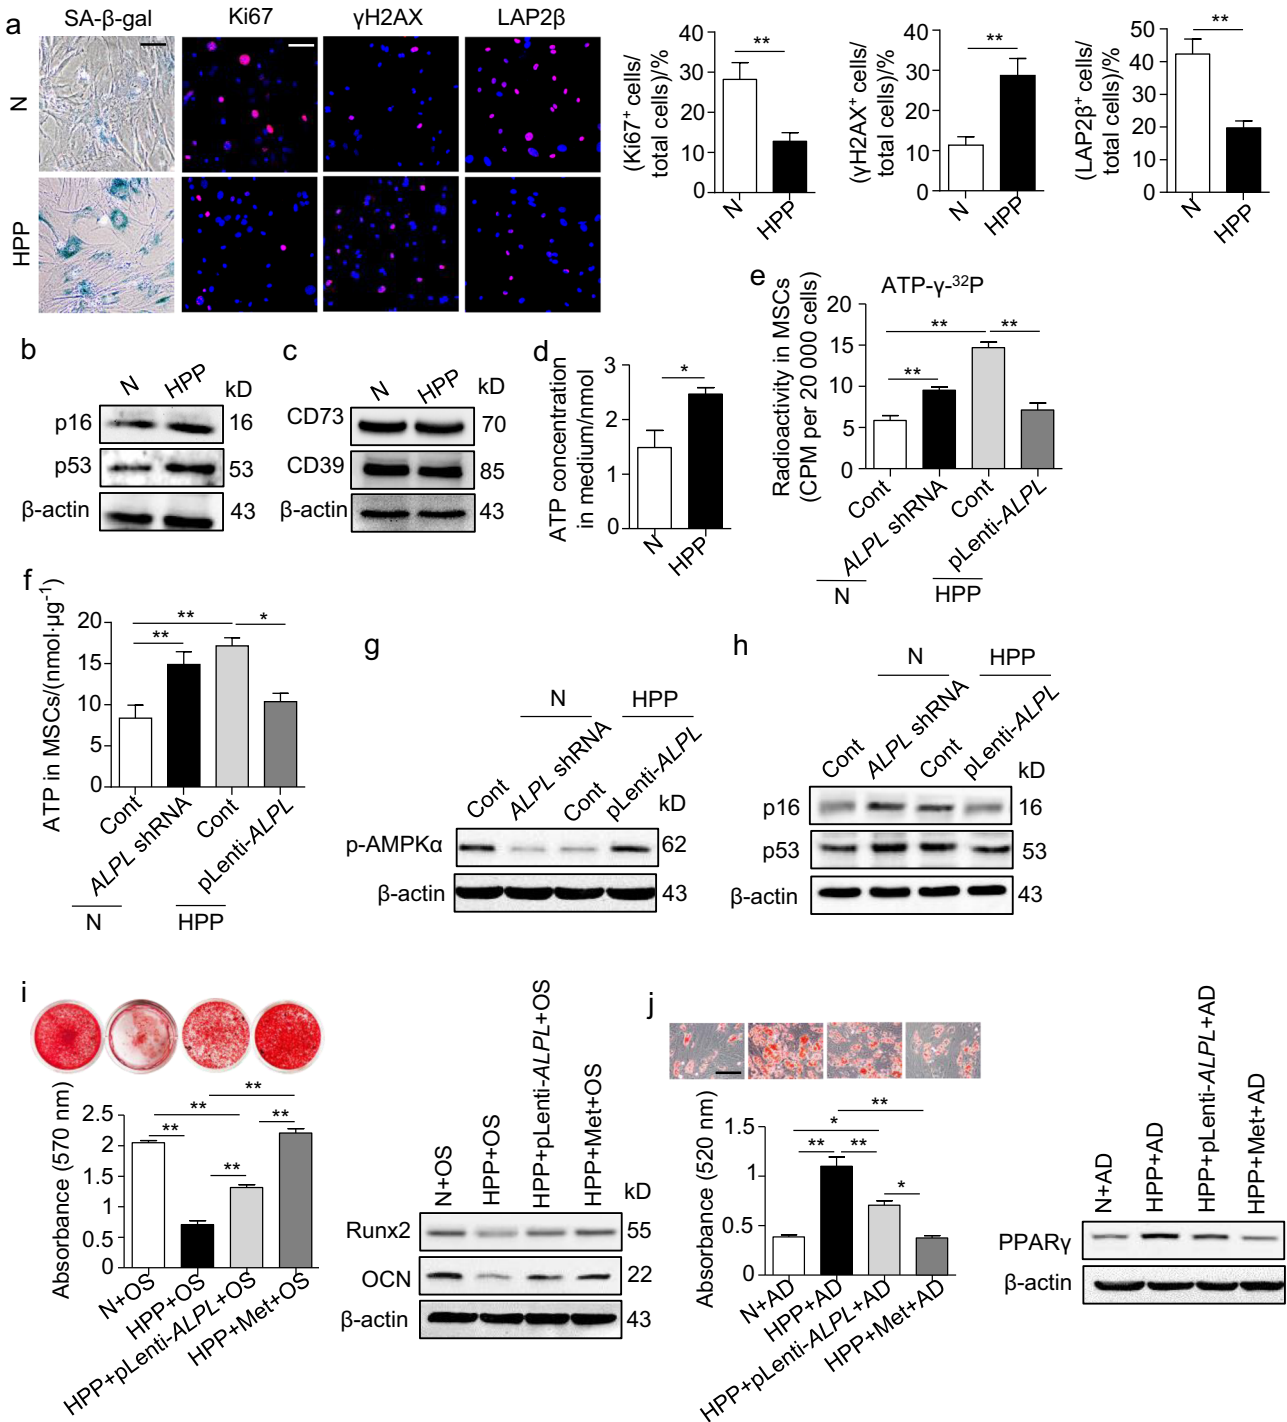 a
SA-β-gal
Ki67
γH2AX
LAP2β
N
HPP
(Ki67⁺ cells/
total cells)/%
40
30
20
10
0
**
N
HPP
(γH2AX⁺ cells/
total cells)/%
40
30
20
10
0
**
N
HPP
(LAP2β⁺ cells/
total cells)/%
50
40
30
20
10
0
**
N
HPP
b
N
HPP
kD
p16
16
p53
53
β-actin
43
c
N
HPP
kD
CD73
70
CD39
85
β-actin
43
d
ATP concentration
in medium/nmol
3
2
1
0
*
N
HPP
e
ATP-γ-³²P
Radioactivity in MSCs
(CPM per 20 000 cells)
20
15
10
5
0
**
**
**
Cont
ALPL shRNA
Cont
pLenti-ALPL
N
HPP
f
ATP in MSCs/(nmol·μg⁻¹)
20
15
10
5
0
**
**
*
Cont
ALPL shRNA
Cont
pLenti-ALPL
N
HPP
g
N
HPP
Cont
ALPL shRNA
Cont
pLenti-ALPL
kD
p-AMPKα
62
β-actin
43
h
N
HPP
Cont
ALPL shRNA
Cont
pLenti-ALPL
kD
p16
16
p53
53
β-actin
43
i
Absorbance (570 nm)
2.5
2
1.5
1
0.5
0
**
**
**
**
**
N+OS
HPP+OS
HPP+pLenti-ALPL+OS
HPP+Met+OS
N+OS
HPP+OS
HPP+pLenti-ALPL+OS
HPP+Met+OS
kD
Runx2
55
OCN
22
β-actin
43
j
Absorbance (520 nm)
1.5
1
0.5
0
**
*
**
**
*
N+AD
HPP+AD
HPP+pLenti-ALPL+AD
HPP+Met+AD
N+AD
HPP+AD
HPP+pLenti-ALPL+AD
HPP+Met+AD
PPARγ
β-actin